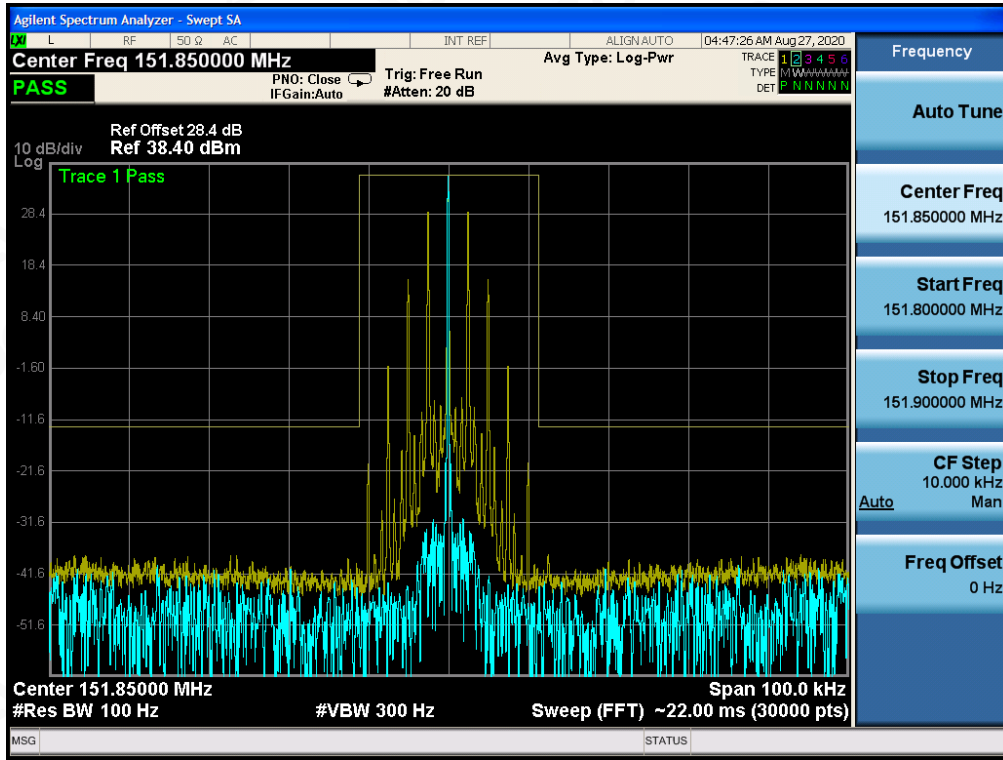 Agilent Spectrum Analyzer - Swept SA
LXI L RF 50 Ω AC INT REF ALIGN AUTO 04:47:26 AM Aug 27, 2020
Center Freq 151.850000 MHz
Avg Type: Log-Pwr
TRACE 1 2 3 4 5 6
TYPE M WWWWW
DET P N N N N N
PASS
PNO: Close
IFGain:Auto
Trig: Free Run
#Atten: 20 dB
Ref Offset 28.4 dB
10 dB/div Ref 38.40 dBm
Log
Trace 1 Pass
28.4
18.4
8.40
-1.60
-11.6
-21.6
-31.6
-41.6
-51.6
Center 151.85000 MHz Span 100.0 kHz
#Res BW 100 Hz #VBW 300 Hz Sweep (FFT) ~22.00 ms (30000 pts)
MSG STATUS
Frequency
Auto Tune
Center Freq
151.850000 MHz
Start Freq
151.800000 MHz
Stop Freq
151.900000 MHz
CF Step
10.000 kHz
Auto Man
Freq Offset
0 Hz